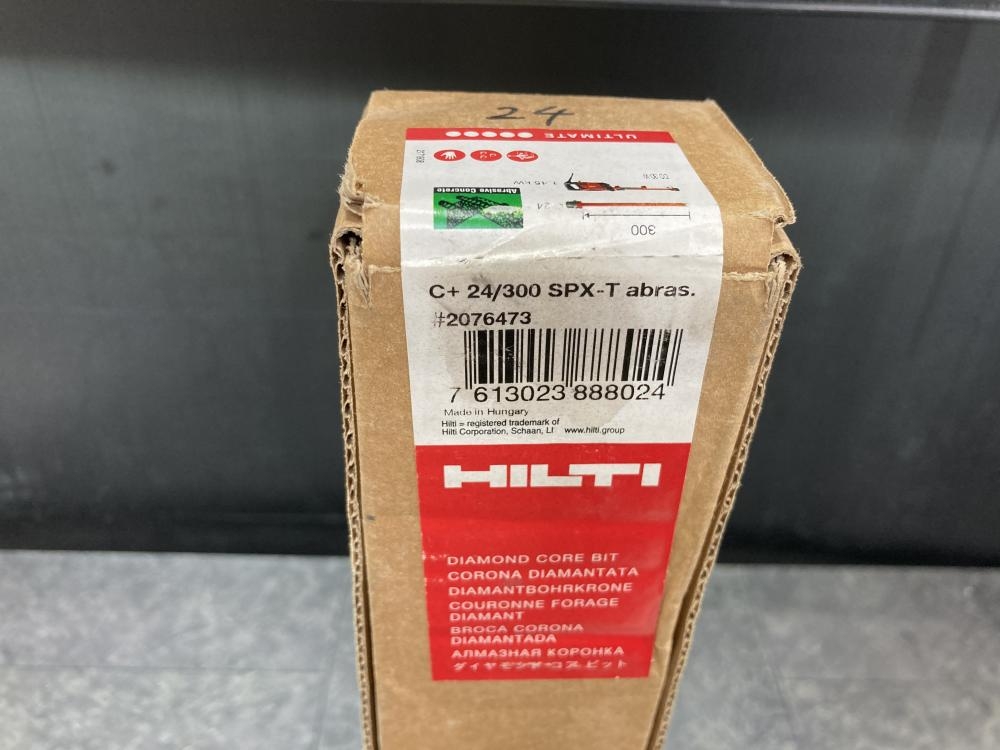 24
ULTIMATE
Abrasive Concrete
24
300
C+ 24/300 SPX-T abras.
#2076473
7 613023 888024
Made in Hungary
Hilti = registered trademark of
Hilti Corporation, Schaan, LI www.hilti.group
HILTI
DIAMOND CORE BIT
CORONA DIAMANTATA
DIAMANTBOHRKRONE
COURONNE FORAGE
DIAMANT
BROCA CORONA
DIAMANTADA
АЛМАЗНАЯ КОРОНКА